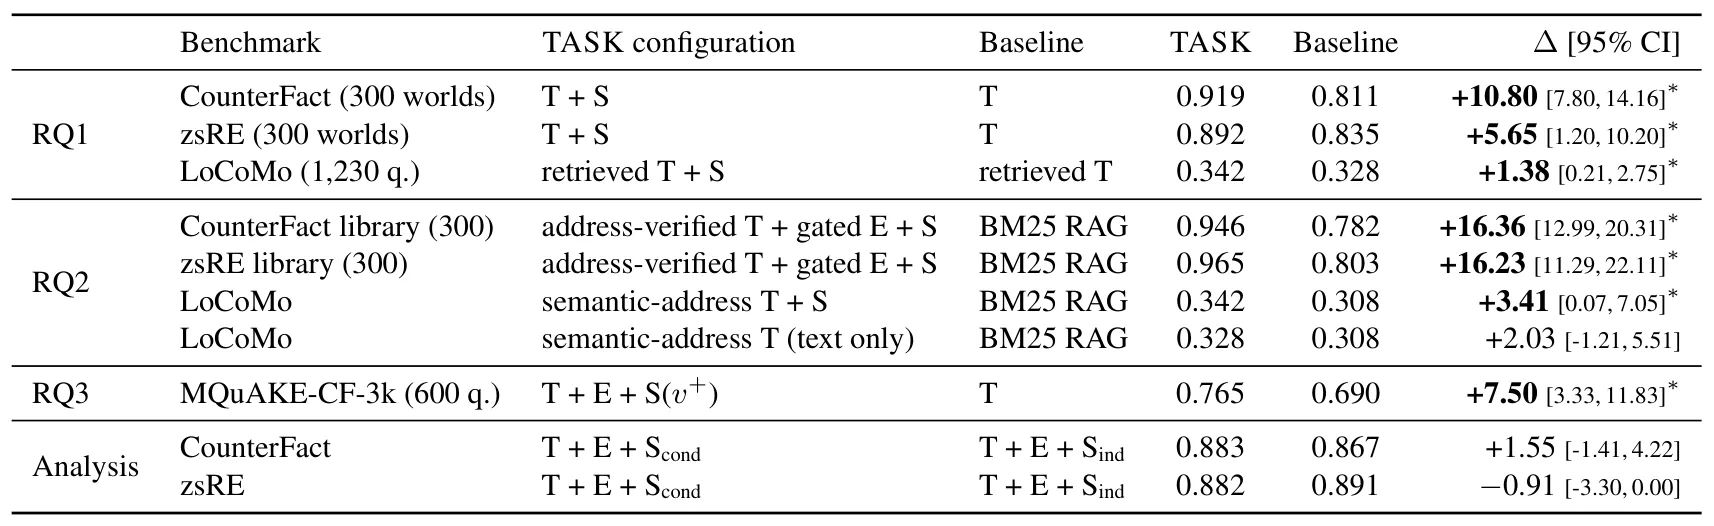 Benchmark TASK configuration Baseline TASK Baseline Δ [95% CI]
CounterFact (300 worlds) T + S T 0.919 0.811 +10.80 [7.80, 14.16]*
RQ1 zsRE (300 worlds) T + S T 0.892 0.835 +5.65 [1.20, 10.20]*
LoCoMo (1,230 q.) retrieved T + S retrieved T 0.342 0.328 +1.38 [0.21, 2.75]*
CounterFact library (300) address-verified T + gated E + S BM25 RAG 0.946 0.782 +16.36 [12.99, 20.31]*
RQ2 zsRE library (300) address-verified T + gated E + S BM25 RAG 0.965 0.803 +16.23 [11.29, 22.11]*
LoCoMo semantic-address T + S BM25 RAG 0.342 0.308 +3.41 [0.07, 7.05]*
LoCoMo semantic-address T (text only) BM25 RAG 0.328 0.308 +2.03 [-1.21, 5.51]
RQ3 MQuAKE-CF-3k (600 q.) T + E + S(v⁺) T 0.765 0.690 +7.50 [3.33, 11.83]*
Analysis CounterFact T + E + Scond T + E + Sind 0.883 0.867 +1.55 [-1.41, 4.22]
zsRE T + E + Scond T + E + Sind 0.882 0.891 −0.91 [-3.30, 0.00]